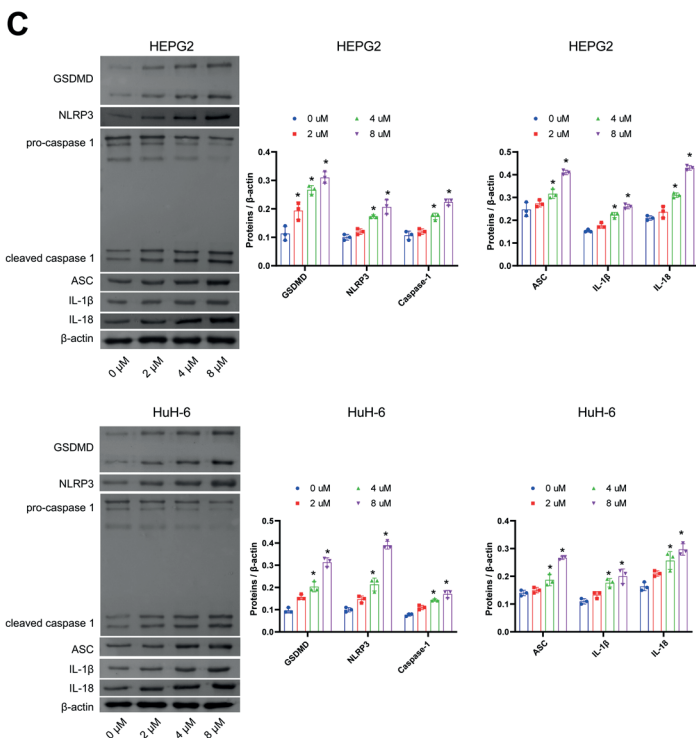 C
HEPG2
GSDMD
NLRP3
pro-caspase 1
cleaved caspase 1
ASC
IL-1β
IL-18
β-actin
0 μM
2 μM
4 μM
8 μM
HEPG2
0 uM
4 uM
2 uM
8 uM
Proteins / β-actin
0.4
0.3
0.2
0.1
0.0
* * *
* *
* *
GSDMD
NLRP3
Caspase-1
HEPG2
0 uM
4 uM
2 uM
8 uM
Proteins / β-actin
0.5
0.4
0.3
0.2
0.1
0.0
* *
* *
* *
ASC
IL-1β
IL-18
HuH-6
GSDMD
NLRP3
pro-caspase 1
cleaved caspase 1
ASC
IL-1β
IL-18
β-actin
0 μM
2 μM
4 μM
8 μM
HuH-6
0 uM
4 uM
2 uM
8 uM
Proteins / β-actin
0.5
0.4
0.3
0.2
0.1
0.0
* *
* *
* *
GSDMD
NLRP3
Caspase-1
HuH-6
0 uM
4 uM
2 uM
8 uM
Proteins / β-actin
0.4
0.3
0.2
0.1
0.0
* *
* *
* *
ASC
IL-1β
IL-18